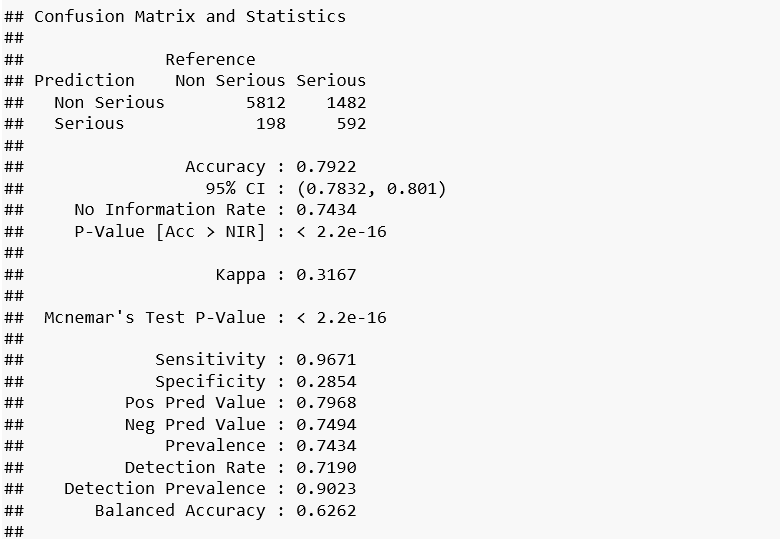 ## Confusion Matrix and Statistics
##
##              Reference
## Prediction    Non Serious Serious
##   Non Serious        5812    1482
##   Serious             198     592
##
##                Accuracy : 0.7922
##                  95% CI : (0.7832, 0.801)
##     No Information Rate : 0.7434
##     P-Value [Acc > NIR] : < 2.2e-16
##
##                   Kappa : 0.3167
##
##  Mcnemar's Test P-Value : < 2.2e-16
##
##             Sensitivity : 0.9671
##             Specificity : 0.2854
##          Pos Pred Value : 0.7968
##          Neg Pred Value : 0.7494
##              Prevalence : 0.7434
##          Detection Rate : 0.7190
##    Detection Prevalence : 0.9023
##       Balanced Accuracy : 0.6262
##